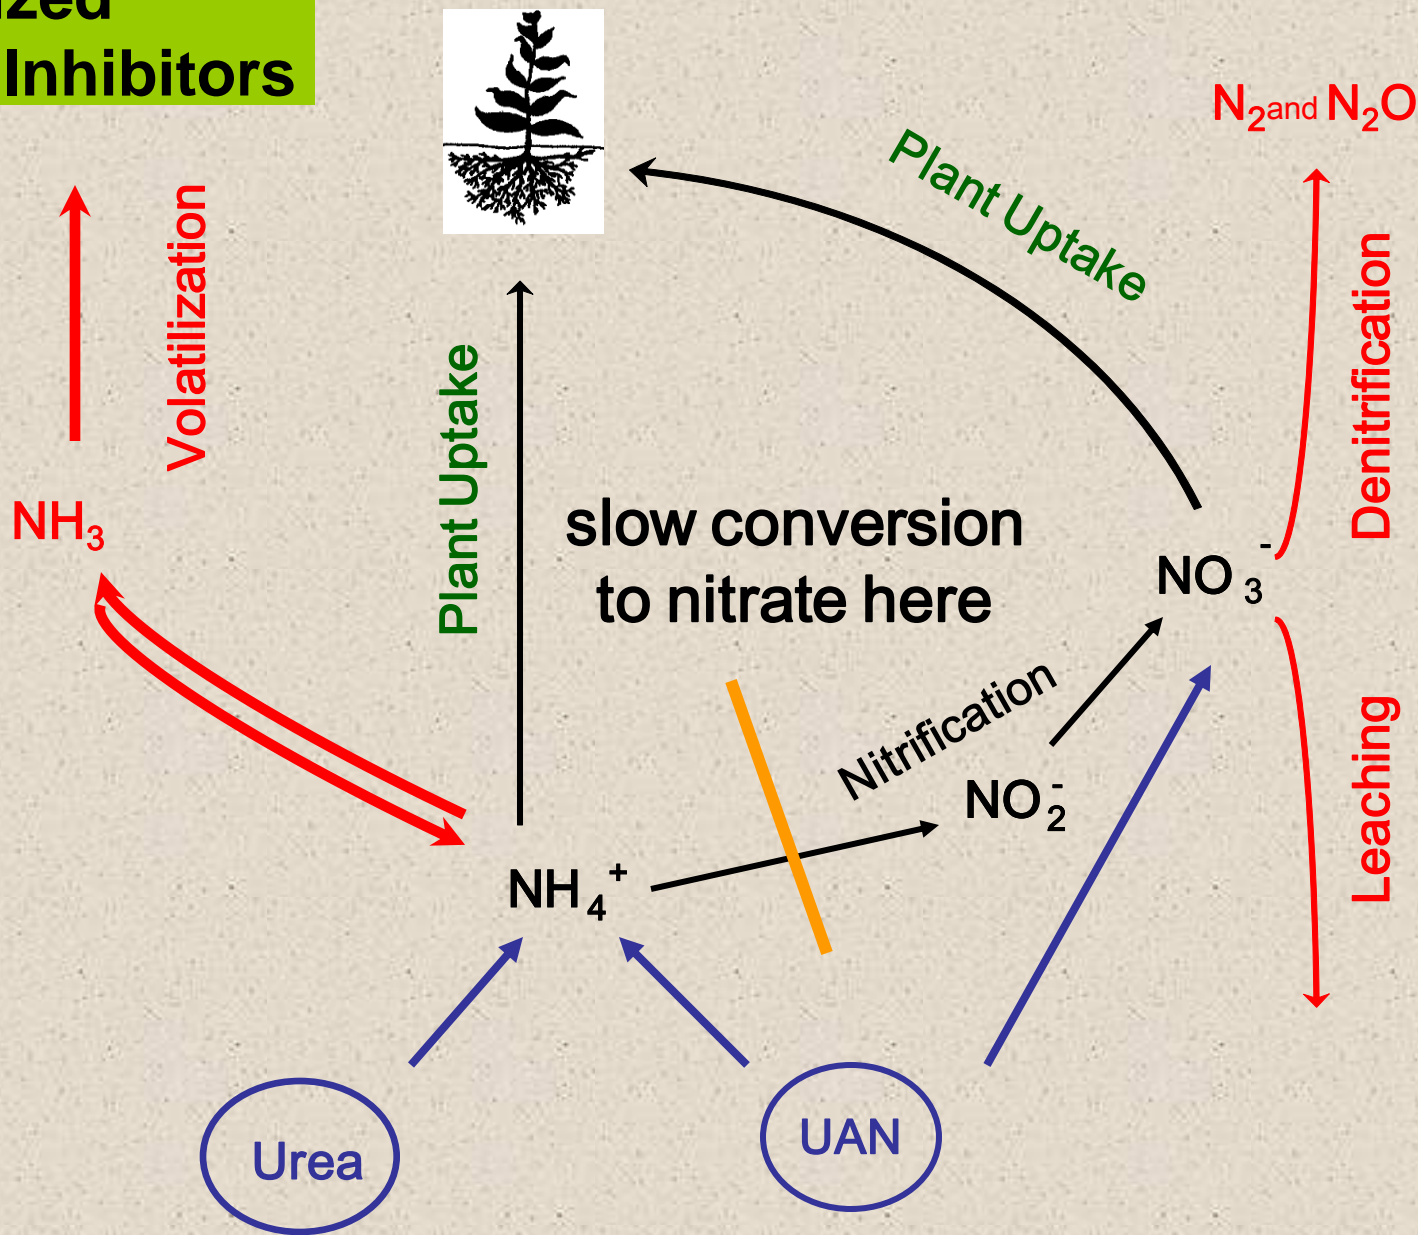 Inhibitors
N2 and N2O
Plant Uptake
Volatilization
Denitrification
Plant Uptake
NH3
slow conversion
to nitrate here
NO3-
Nitrification
NO2-
Leaching
NH4+
Urea
UAN